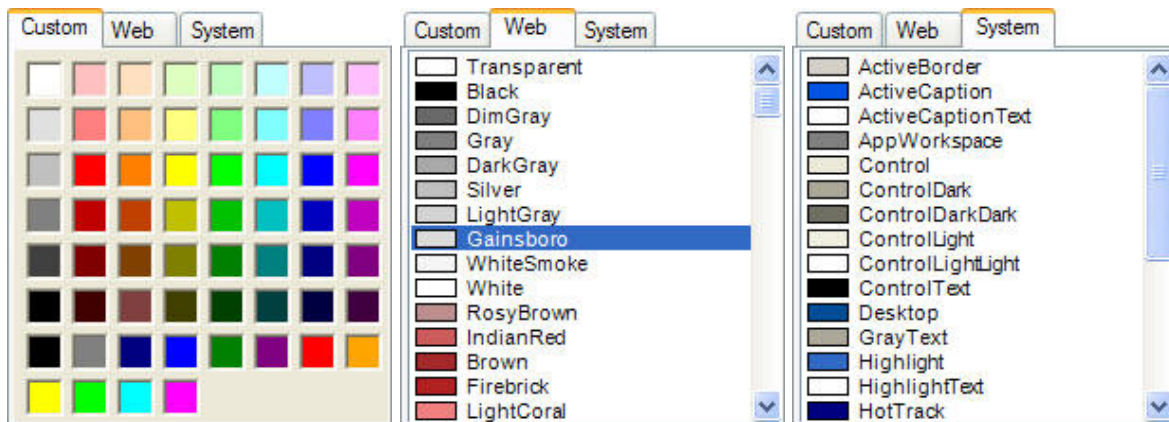 Custom Web System
Transparent
Black
DimGray
Gray
DarkGray
Silver
LightGray
Gainsboro
WhiteSmoke
White
RosyBrown
IndianRed
Brown
Firebrick
LightCoral
Custom Web System
ActiveBorder
ActiveCaption
ActiveCaptionText
AppWorkspace
Control
ControlDark
ControlDarkDark
ControlLight
ControlLightLight
ControlText
Desktop
GrayText
Highlight
HighlightText
HotTrack
Custom Web System